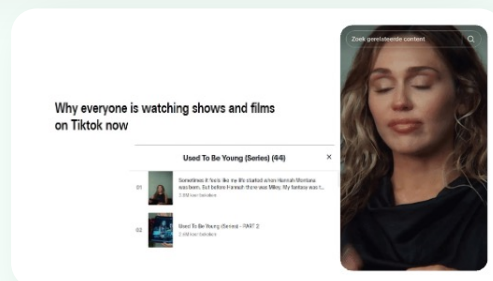 Zoek gerelateerde content
Why everyone is watching shows and films
on Tiktok now
Used To Be Young (Series) (44)
01
Sometimes it feels like my life started when Hannah Montana
was born. But before Hannah there was Miley. My fantasy was t...
02
Used To Be Young (Series) - PART 2